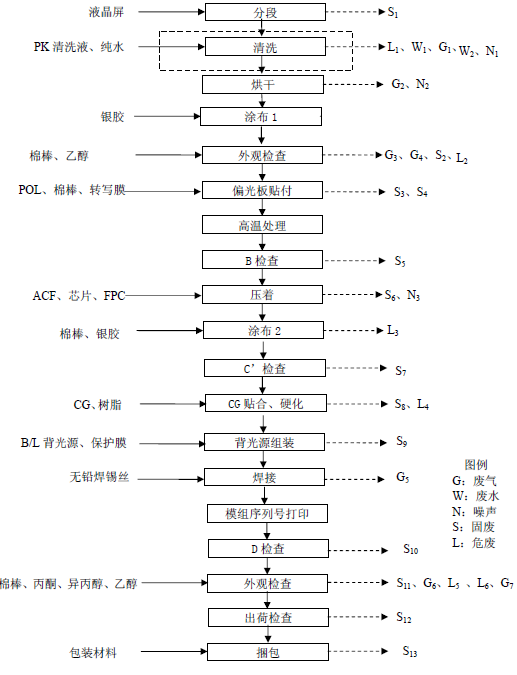 液晶屏 分段 S1
PK 清洗液、纯水 清洗 L1、W1、G1、W2、N1
烘干 G2、N2
银胶 涂布 1
棉棒、乙醇 外观检查 G3、G4、S2、L2
POL、棉棒、转写膜 偏光板贴付 S3、S4
高温处理
B 检查 S5
ACF、芯片、FPC 压着 S6、N3
棉棒、银胶 涂布 2 L3
C’ 检查 S7
CG、树脂 CG 贴合、硬化 S8、L4
B/L 背光源、保护膜 背光源组装 S9
无铅焊锡丝 焊接 G5
模组序列号打印
D 检查 S10
棉棒、丙酮、异丙醇、乙醇 外观检查 S11、G6、L5 、L6、G7
出荷检查 S12
包装材料 捆包 S13
图例
G：废气
W：废水
N：噪声
S：固废
L：危废